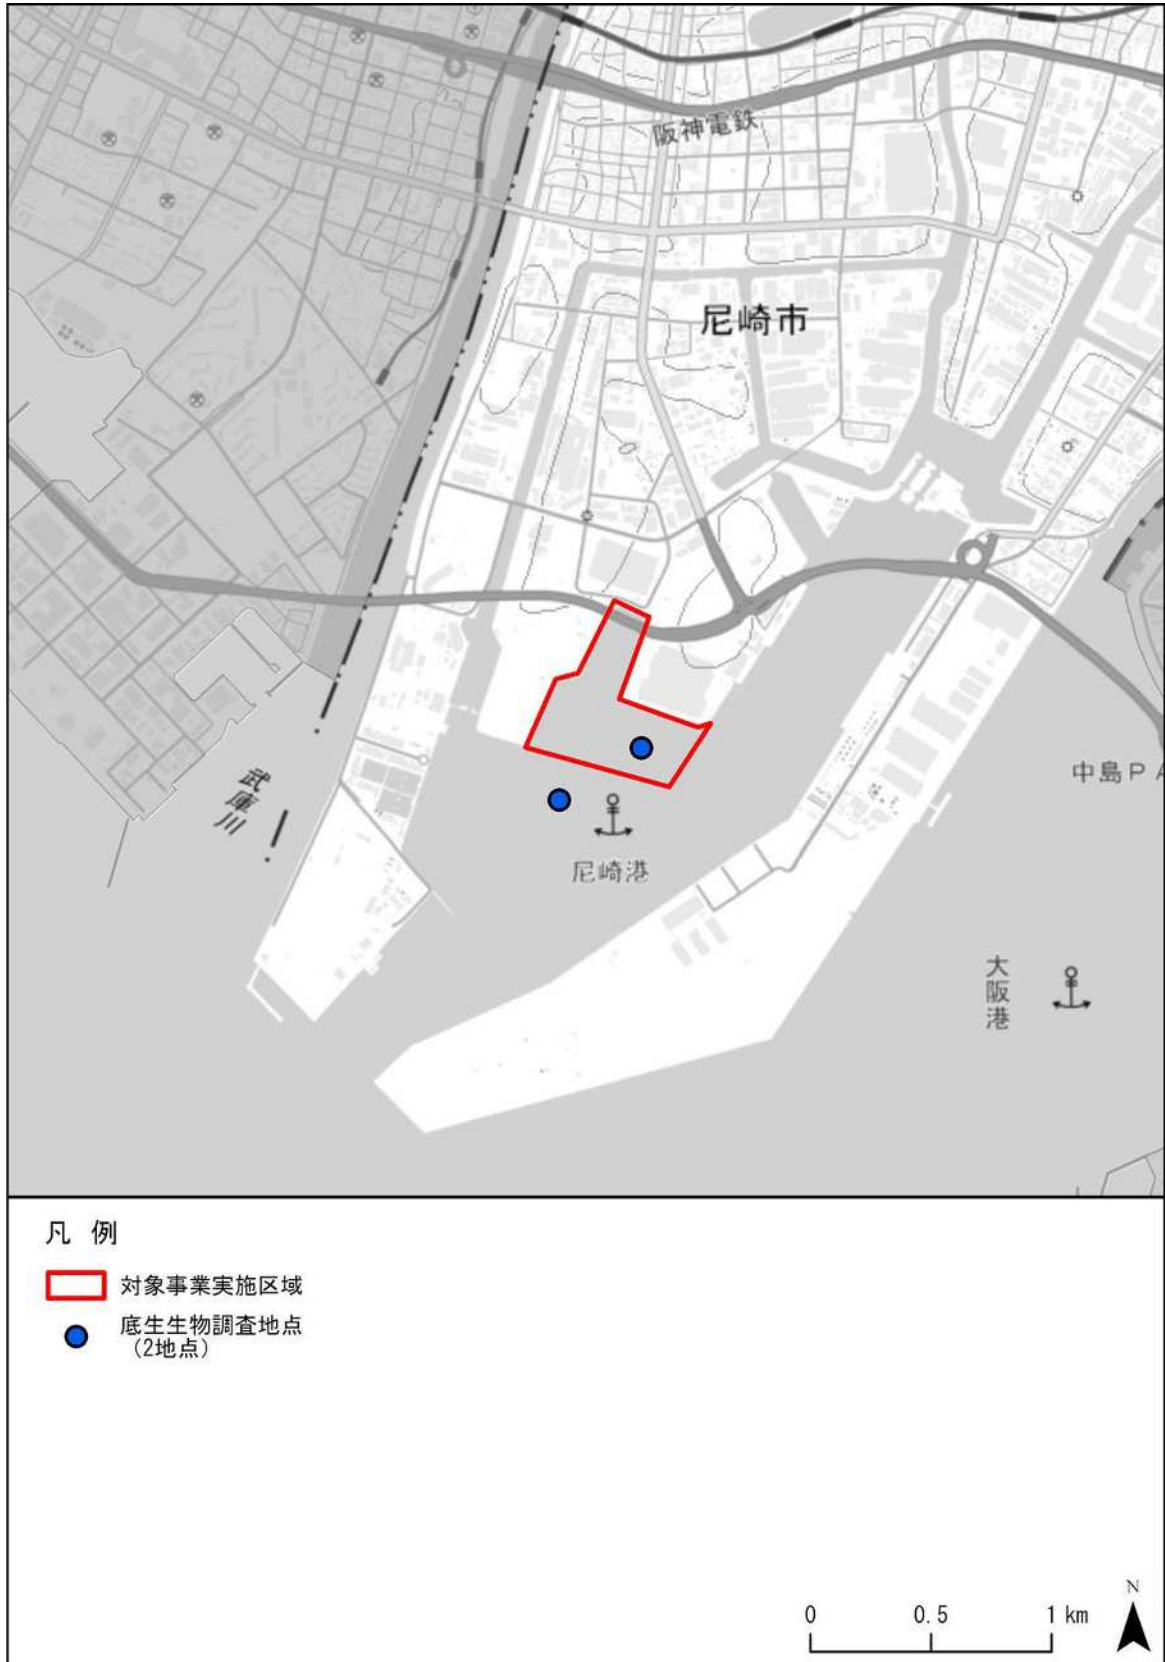 阪神電鉄
尼崎市
中島PA
武庫川
尼崎港
大阪港
凡 例
対象事業実施区域
底生生物調査地点
(2地点)
0 0.5 1 km
N